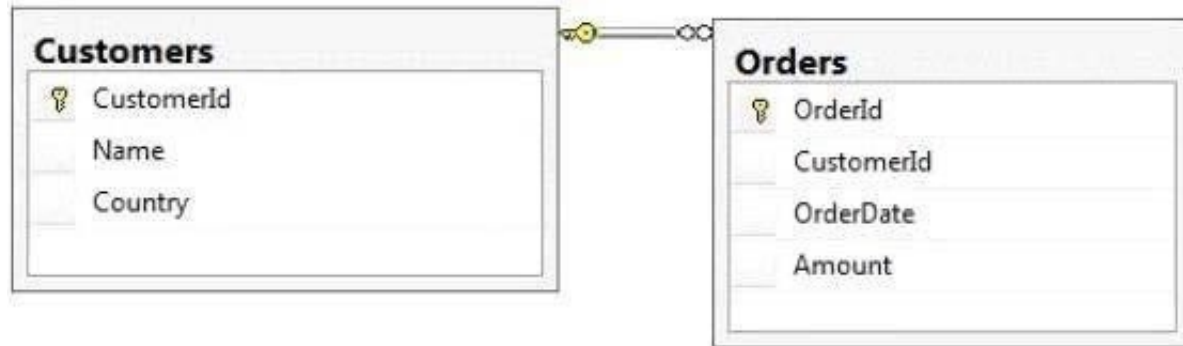 Customers
CustomerId
Name
Country
Orders
OrderId
CustomerId
OrderDate
Amount